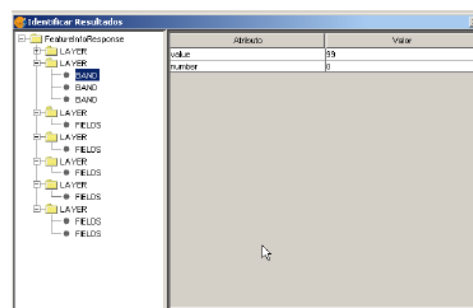 Identificar Resultados
FeatureInfoResponse
LAYER
LAYER
BAND
BAND
BAND
LAYER
FIELDS
LAYER
FIELDS
LAYER
FIELDS
LAYER
FIELDS
LAYER
FIELDS
FIELDS
Atributo Valor
value 99
number 0